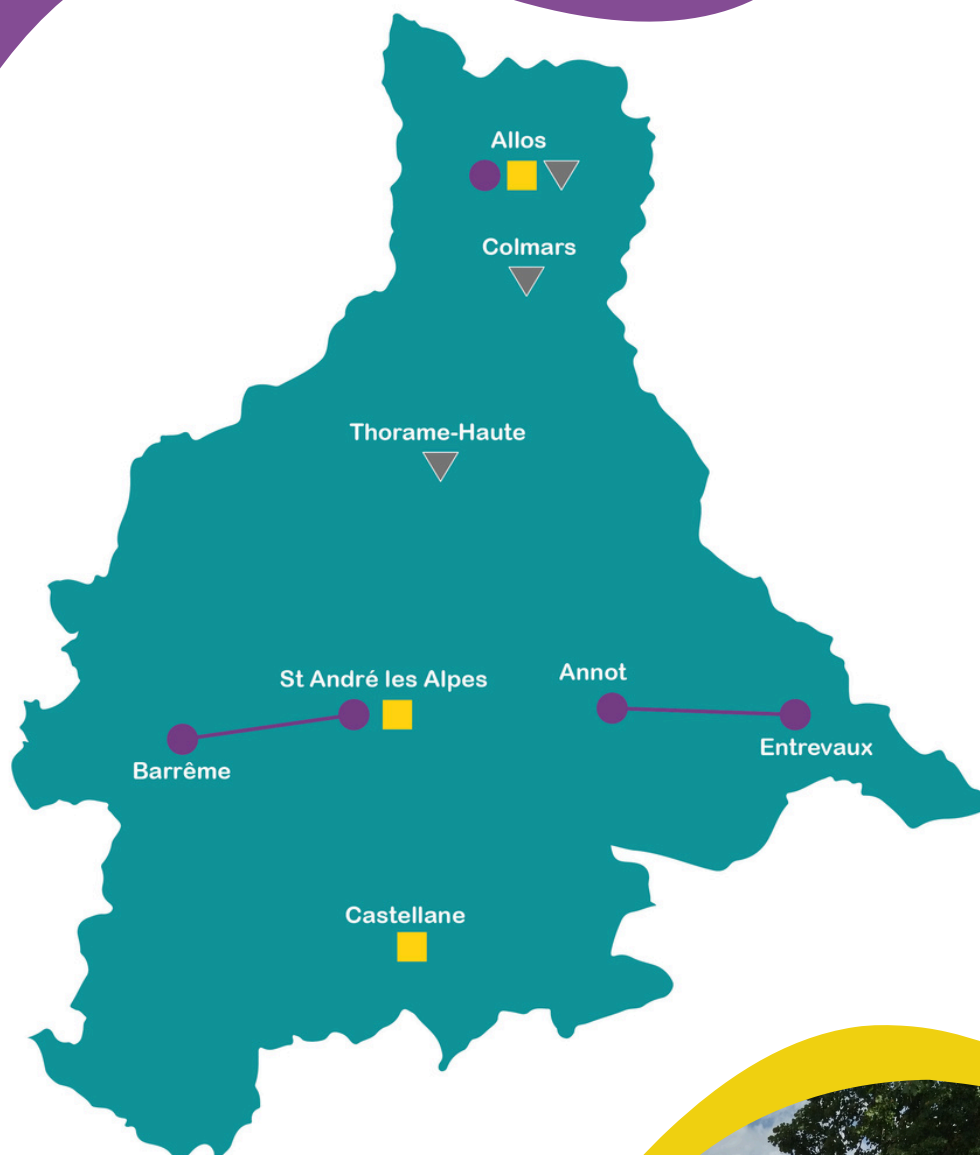 Allos
Colmars
Thorame-Haute
St André les Alpes
Annot
Barrême
Entrevaux
Castellane